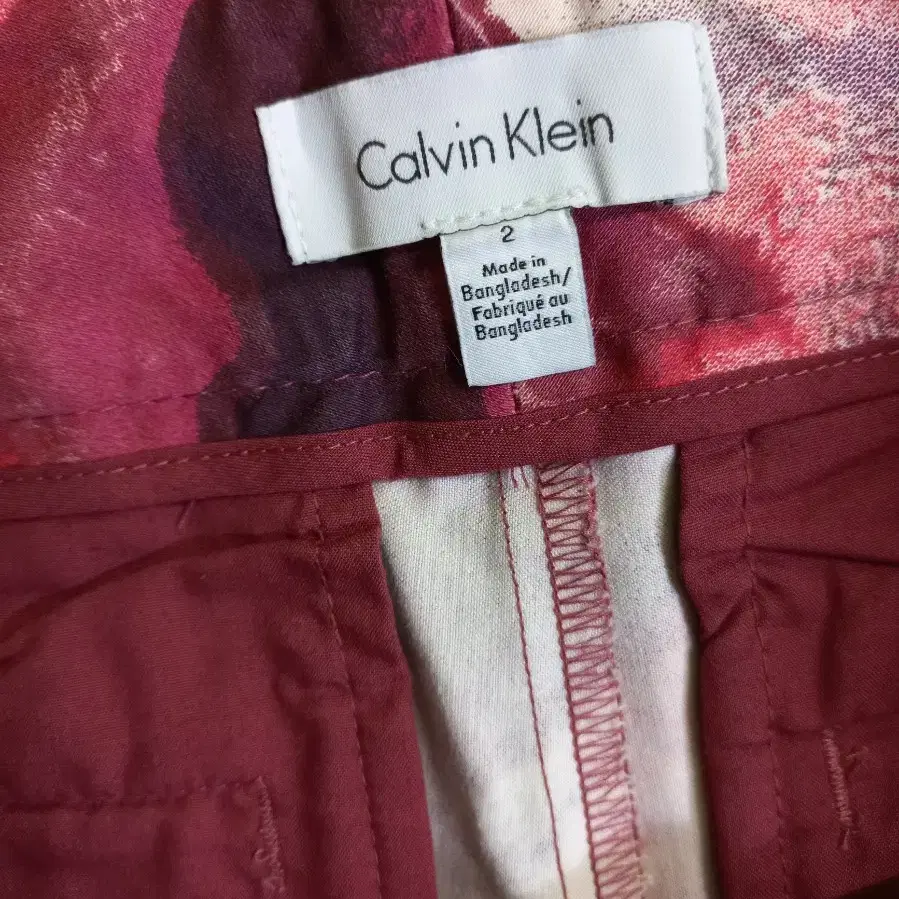 Calvin Klein
2
Made in
Bangladesh/
Fabriqué au
Bangladesh